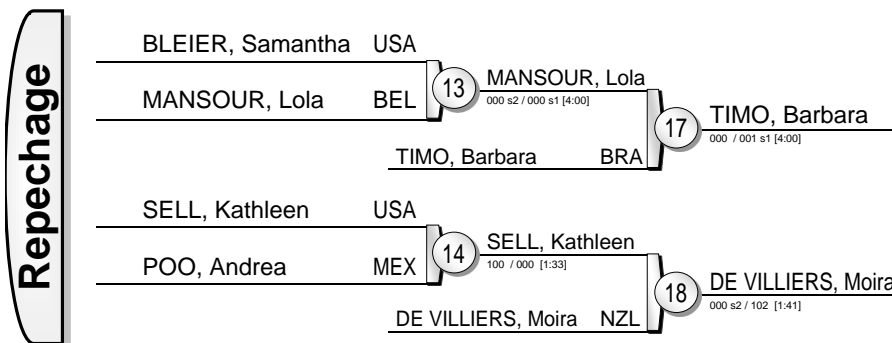 Repechage
BLEIER, Samantha USA
MANSOUR, Lola BEL
13
MANSOUR, Lola
000 s2 / 000 s1 [4:00]
TIMO, Barbara BRA
17
TIMO, Barbara
000 / 001 s1 [4:00]
SELL, Kathleen USA
POO, Andrea MEX
14
SELL, Kathleen
100 / 000 [1:33]
DE VILLIERS, Moira NZL
18
DE VILLIERS, Moira
000 s2 / 102 [1:41]